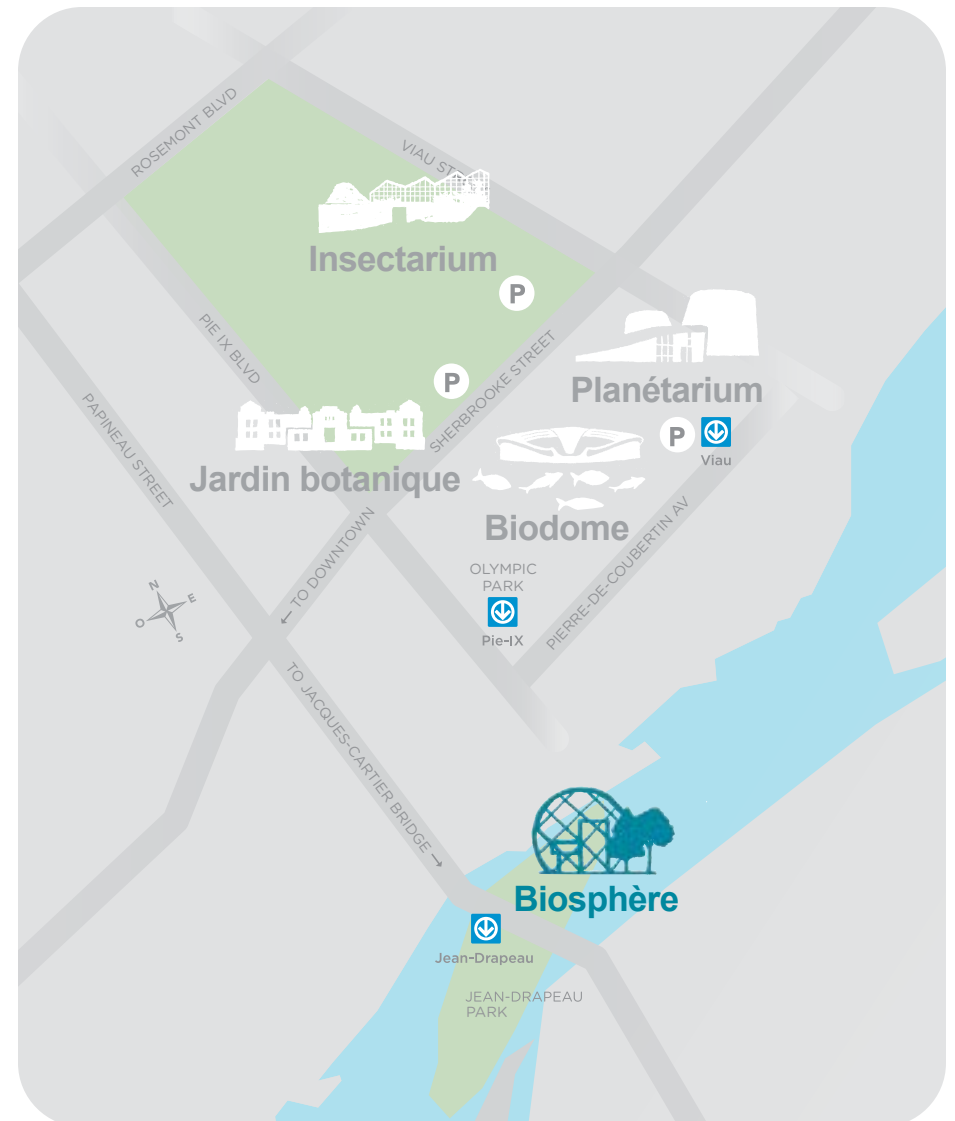 ROSEMONT BLVD
VIAU ST
Insectarium
P
PIE IX BLVD
SHERBROOKE STREET
P
Planétarium
PAPINEAU STREET
P
Viau
Jardin botanique
Biodome
PIERRE-DE-COUBERTIN AV
← TO DOWNTOWN
OLYMPIC
PARK
Pie-IX
N
E
O
S
TO JACQUES-CARTIER BRIDGE →
Biosphère
Jean-Drapeau
JEAN-DRAPEAU
PARK